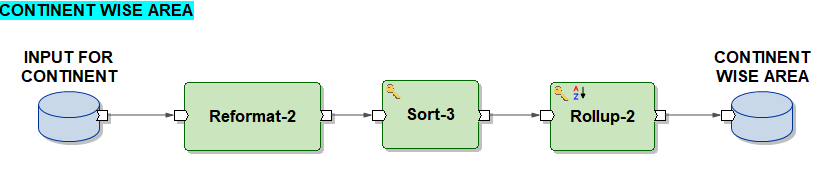 CONTINENT WISE AREA
INPUT FOR
CONTINENT
CONTINENT
WISE AREA
Reformat-2
Sort-3
A
Z
Rollup-2